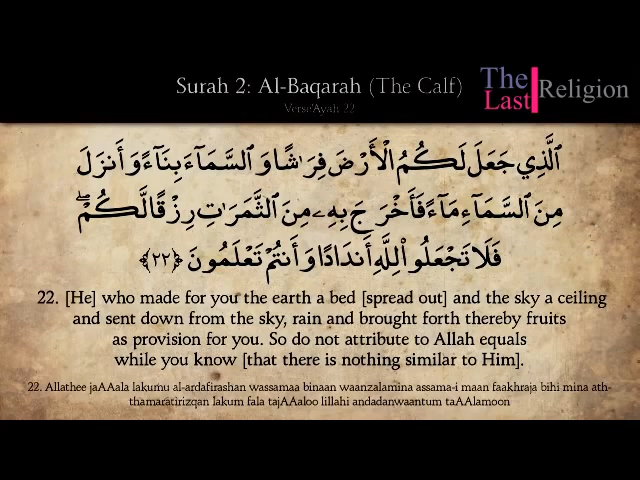 Surah 2: Al-Baqarah (The Calf)
The Last Religion
Verse/Ayah 22
ٱلَّذِي جَعَلَ لَكُمُ ٱلْأَرْضَ فِرَٰشًا وَٱلسَّمَآءَ بِنَآءً وَأَنزَلَ
مِنَ ٱلسَّمَآءِ مَآءً فَأَخْرَجَ بِهِۦ مِنَ ٱلثَّمَرَٰتِ رِزْقًا لَّكُمْ ۖ
فَلَا تَجْعَلُوا۟ لِلَّهِ أَندَادًا وَأَنتُمْ تَعْلَمُونَ ﴿٢٢﴾
22. [He] who made for you the earth a bed [spread out] and the sky a ceiling
and sent down from the sky, rain and brought forth thereby fruits
as provision for you. So do not attribute to Allah equals
while you know [that there is nothing similar to Him].
22. Allathee jaAAala lakumu al-ardafirashan wassamaa binaan waanzalamina assama-i maan faakhraja bihi mina ath-
thamaratirizqan lakum fala tajAAaloo lillahi andadanwaantum taAAlamoon